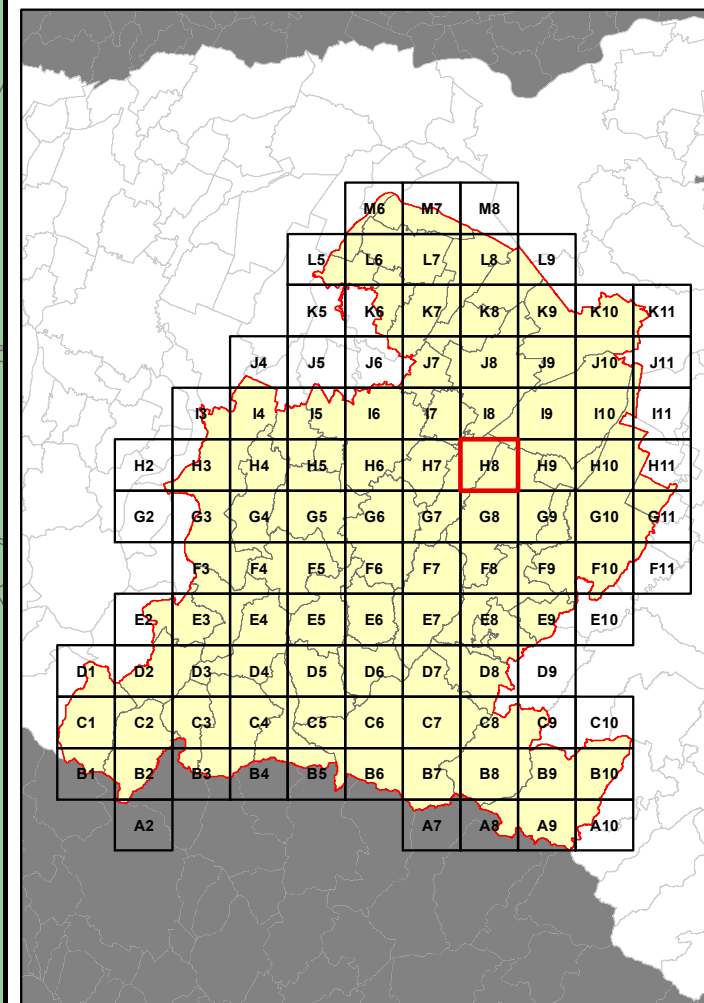 M6 M7 M8
L5 L6 L7 L8 L9
K5 K6 K7 K8 K9 K10 K11
J4 J5 J6 J7 J8 J9 J10 J11
I3 I4 I5 I6 I7 I8 I9 I10 I11
H2 H3 H4 H5 H6 H7 H8 H9 H10 H11
G2 G3 G4 G5 G6 G7 G8 G9 G10 G11
F3 F4 F5 F6 F7 F8 F9 F10 F11
E2 E3 E4 E5 E6 E7 E8 E9 E10
D1 D2 D3 D4 D5 D6 D7 D8 D9
C1 C2 C3 C4 C5 C6 C7 C8 C9 C10
B1 B2 B3 B4 B5 B6 B7 B8 B9 B10
A2 A7 A8 A9 A10